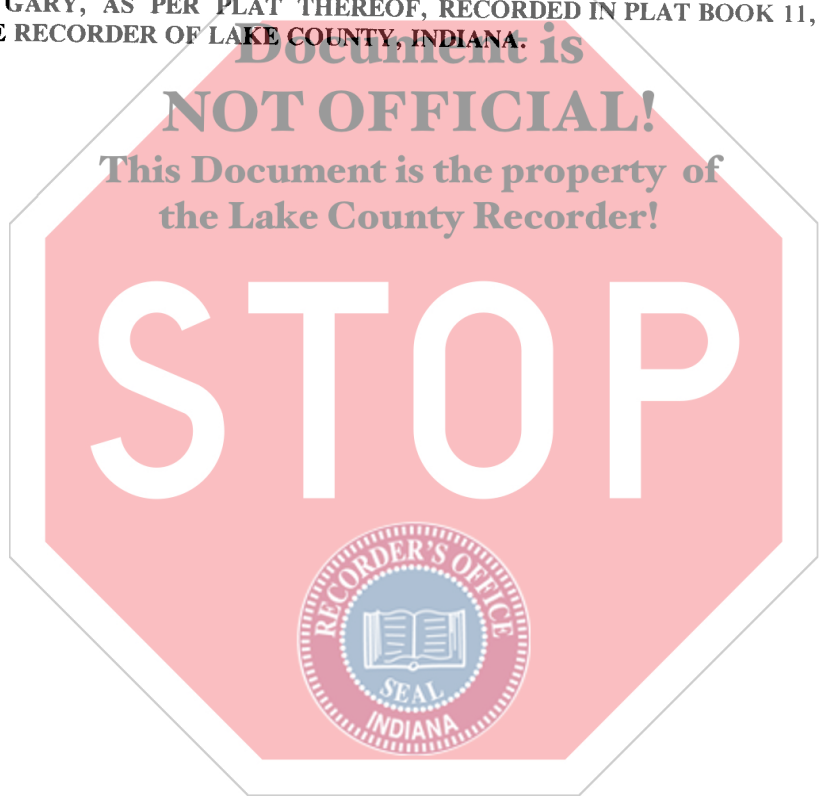 GARY, AS PER PLAT THEREOF, RECORDED IN PLAT BOOK 11,
RECORDER OF LAKE COUNTY, INDIANA.
Document is
NOT OFFICIAL!
This Document is the property of
the Lake County Recorder!
STOP
RECORDER'S OFFICE
SEAL
INDIANA